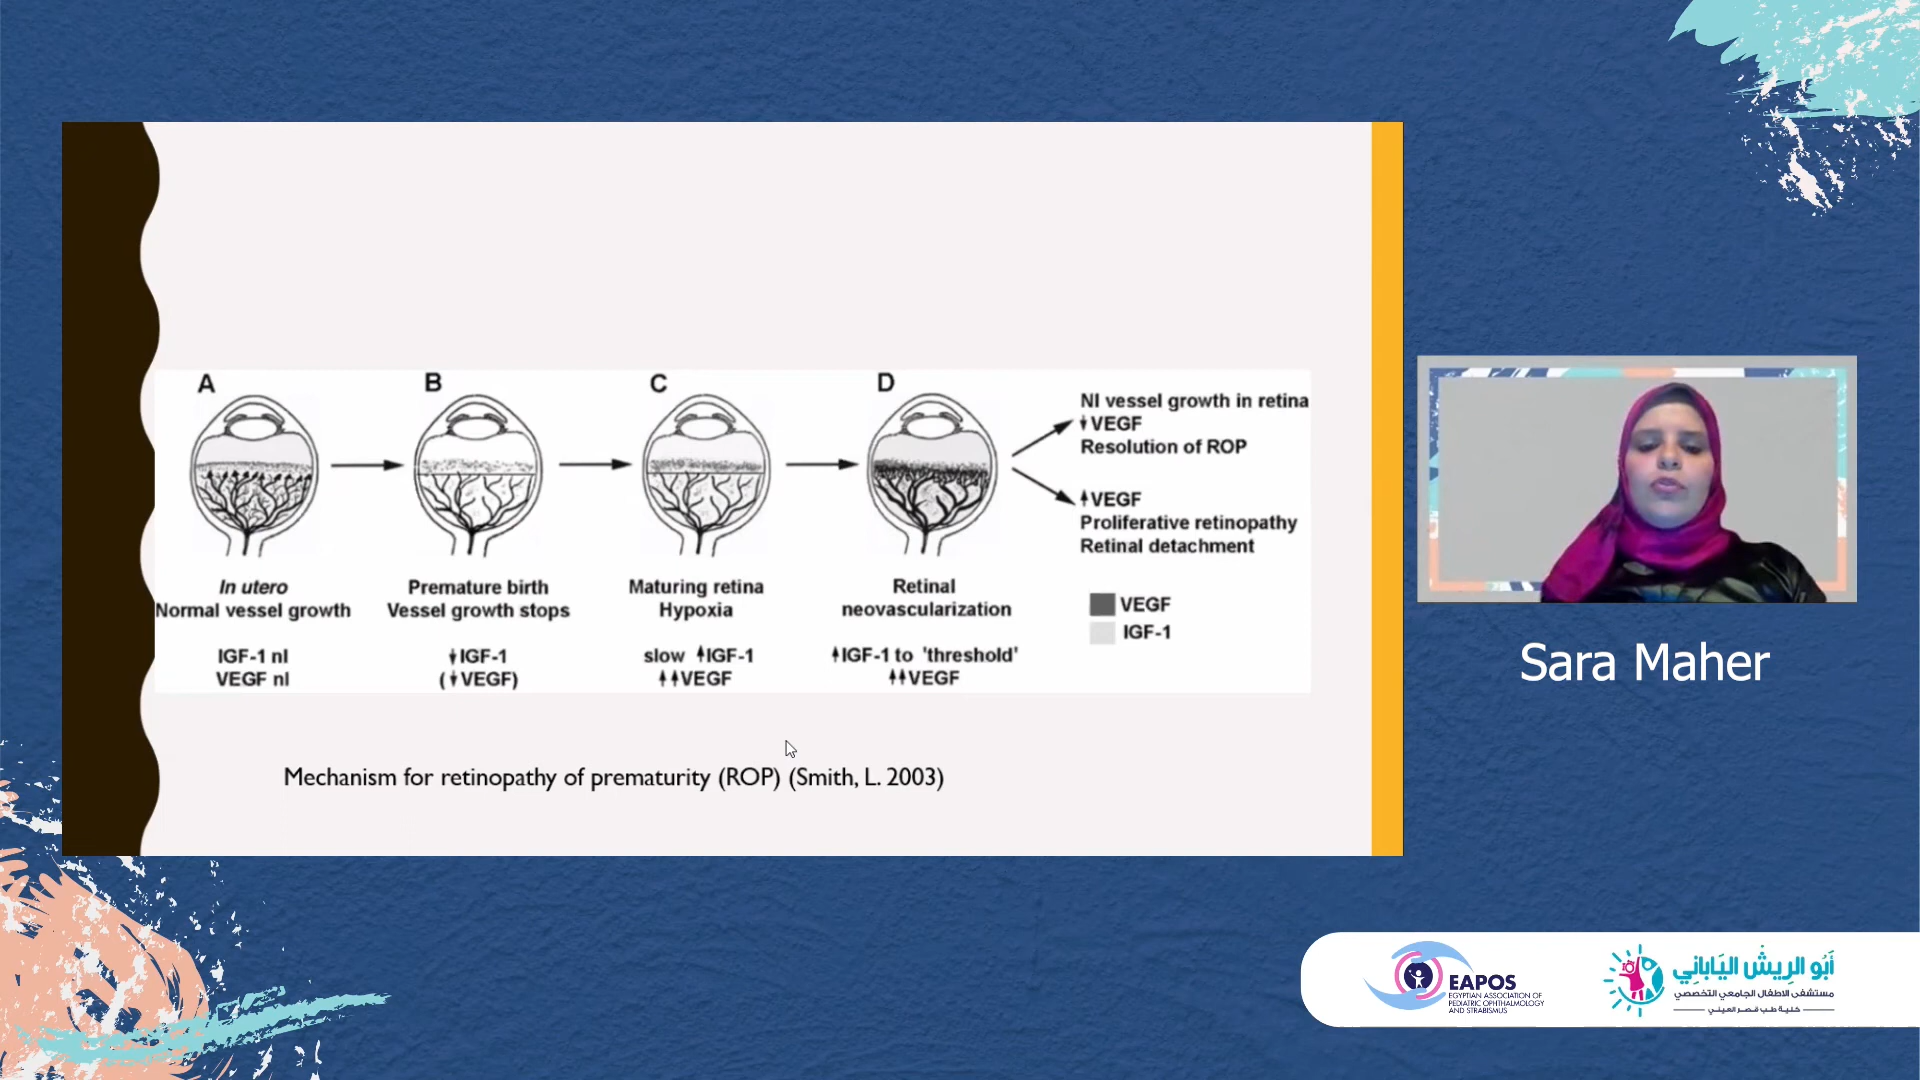 A
B
C
D
NI vessel growth in retina
VEGF
Resolution of ROP
VEGF
Proliferative retinopathy
Retinal detachment
In utero
Normal vessel growth
Premature birth
Vessel growth stops
Maturing retina
Hypoxia
Retinal
neovascularization
IGF-1 nl
VEGF nl
↓IGF-1
(↓VEGF)
slow ↑IGF-1
↑↑VEGF
↑IGF-1 to 'threshold'
↑↑VEGF
VEGF
IGF-1
Mechanism for retinopathy of prematurity (ROP) (Smith, L. 2003)
Sara Maher
EAPOS
EGYPTIAN ASSOCIATION OF
PEDIATRIC OPHTHALMOLOGY
AND STRABISMUS
أبو الريش الياباني
مستشفى الاطفال الجامعي التخصصي
كلية طب قصر العيني